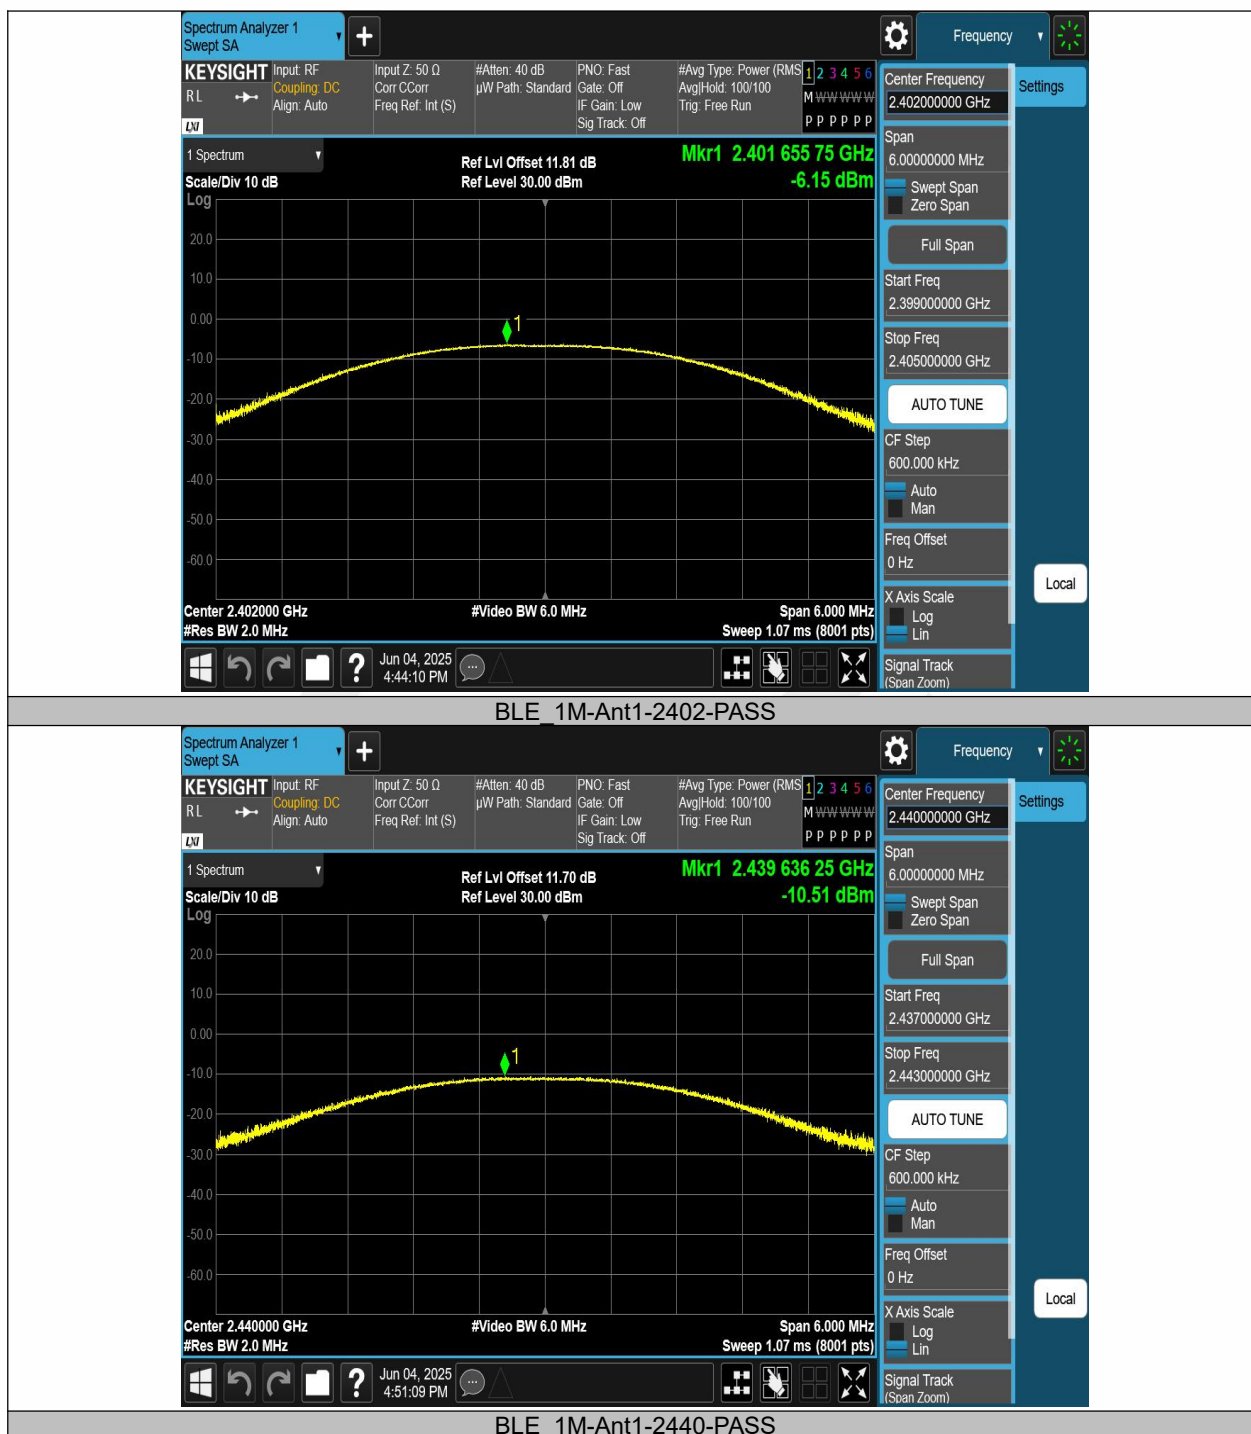 Spectrum Analyzer 1
Swept SA
Frequency
KEYSIGHT
RL
LXI
Input: RF
Coupling: DC
Align: Auto
Input Z: 50 Ω
Corr CCorr
Freq Ref: Int (S)
#Atten: 40 dB
µW Path: Standard
PNO: Fast
Gate: Off
IF Gain: Low
Sig Track: Off
#Avg Type: Power (RMS
Avg|Hold: 100/100
Trig: Free Run
1 2 3 4 5 6
M W W W W W
P P P P P P
Center Frequency
2.402000000 GHz
Settings
Span
6.00000000 MHz
Swept Span
Zero Span
Full Span
Start Freq
2.399000000 GHz
Stop Freq
2.405000000 GHz
AUTO TUNE
CF Step
600.000 kHz
Auto
Man
Freq Offset
0 Hz
X Axis Scale
Log
Lin
Signal Track
(Span Zoom)
Local
1 Spectrum
Scale/Div 10 dB
Log
Ref Lvl Offset 11.81 dB
Ref Level 30.00 dBm
Mkr1 2.401 655 75 GHz
-6.15 dBm
20.0
10.0
0.00
1
-10.0
-20.0
-30.0
-40.0
-50.0
-60.0
Center 2.402000 GHz
#Video BW 6.0 MHz
Span 6.000 MHz
#Res BW 2.0 MHz
Sweep 1.07 ms (8001 pts)
?
Jun 04, 2025
4:44:10 PM
BLE_1M-Ant1-2402-PASS
Spectrum Analyzer 1
Swept SA
Frequency
KEYSIGHT
RL
LXI
Input: RF
Coupling: DC
Align: Auto
Input Z: 50 Ω
Corr CCorr
Freq Ref: Int (S)
#Atten: 40 dB
µW Path: Standard
PNO: Fast
Gate: Off
IF Gain: Low
Sig Track: Off
#Avg Type: Power (RMS
Avg|Hold: 100/100
Trig: Free Run
1 2 3 4 5 6
M W W W W W
P P P P P P
Center Frequency
2.440000000 GHz
Settings
Span
6.00000000 MHz
Swept Span
Zero Span
Full Span
Start Freq
2.437000000 GHz
Stop Freq
2.443000000 GHz
AUTO TUNE
CF Step
600.000 kHz
Auto
Man
Freq Offset
0 Hz
X Axis Scale
Log
Lin
Signal Track
(Span Zoom)
Local
1 Spectrum
Scale/Div 10 dB
Log
Ref Lvl Offset 11.70 dB
Ref Level 30.00 dBm
Mkr1 2.439 636 25 GHz
-10.51 dBm
20.0
10.0
0.00
1
-10.0
-20.0
-30.0
-40.0
-50.0
-60.0
Center 2.440000 GHz
#Video BW 6.0 MHz
Span 6.000 MHz
#Res BW 2.0 MHz
Sweep 1.07 ms (8001 pts)
?
Jun 04, 2025
4:51:09 PM
BLE_1M-Ant1-2440-PASS